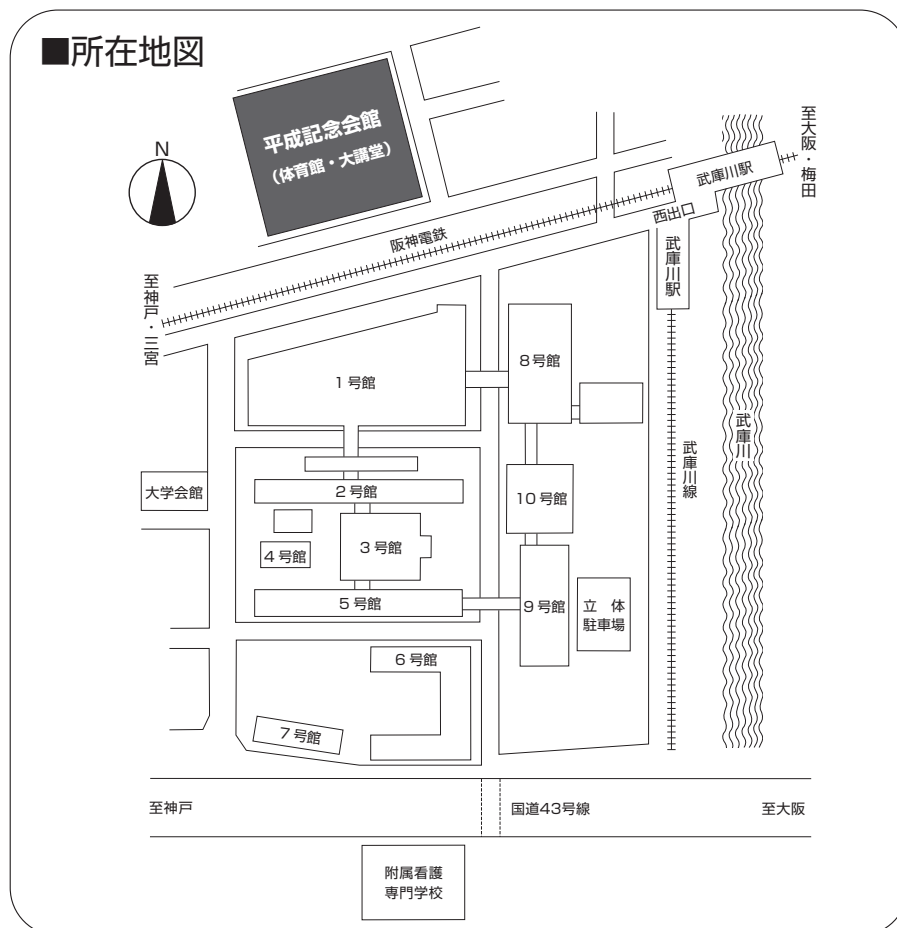 ■所在地図
平成記念会館
（体育館・大講堂）
N
至大阪・梅田
武庫川駅
西出口
阪神電鉄
武庫川駅
至神戸・三宮
1号館
8号館
武庫川
武庫川線
大学会館
2号館
10号館
3号館
4号館
5号館
9号館
立　体
駐車場
6号館
7号館
至神戸
国道43号線
至大阪
附属看護
専門学校